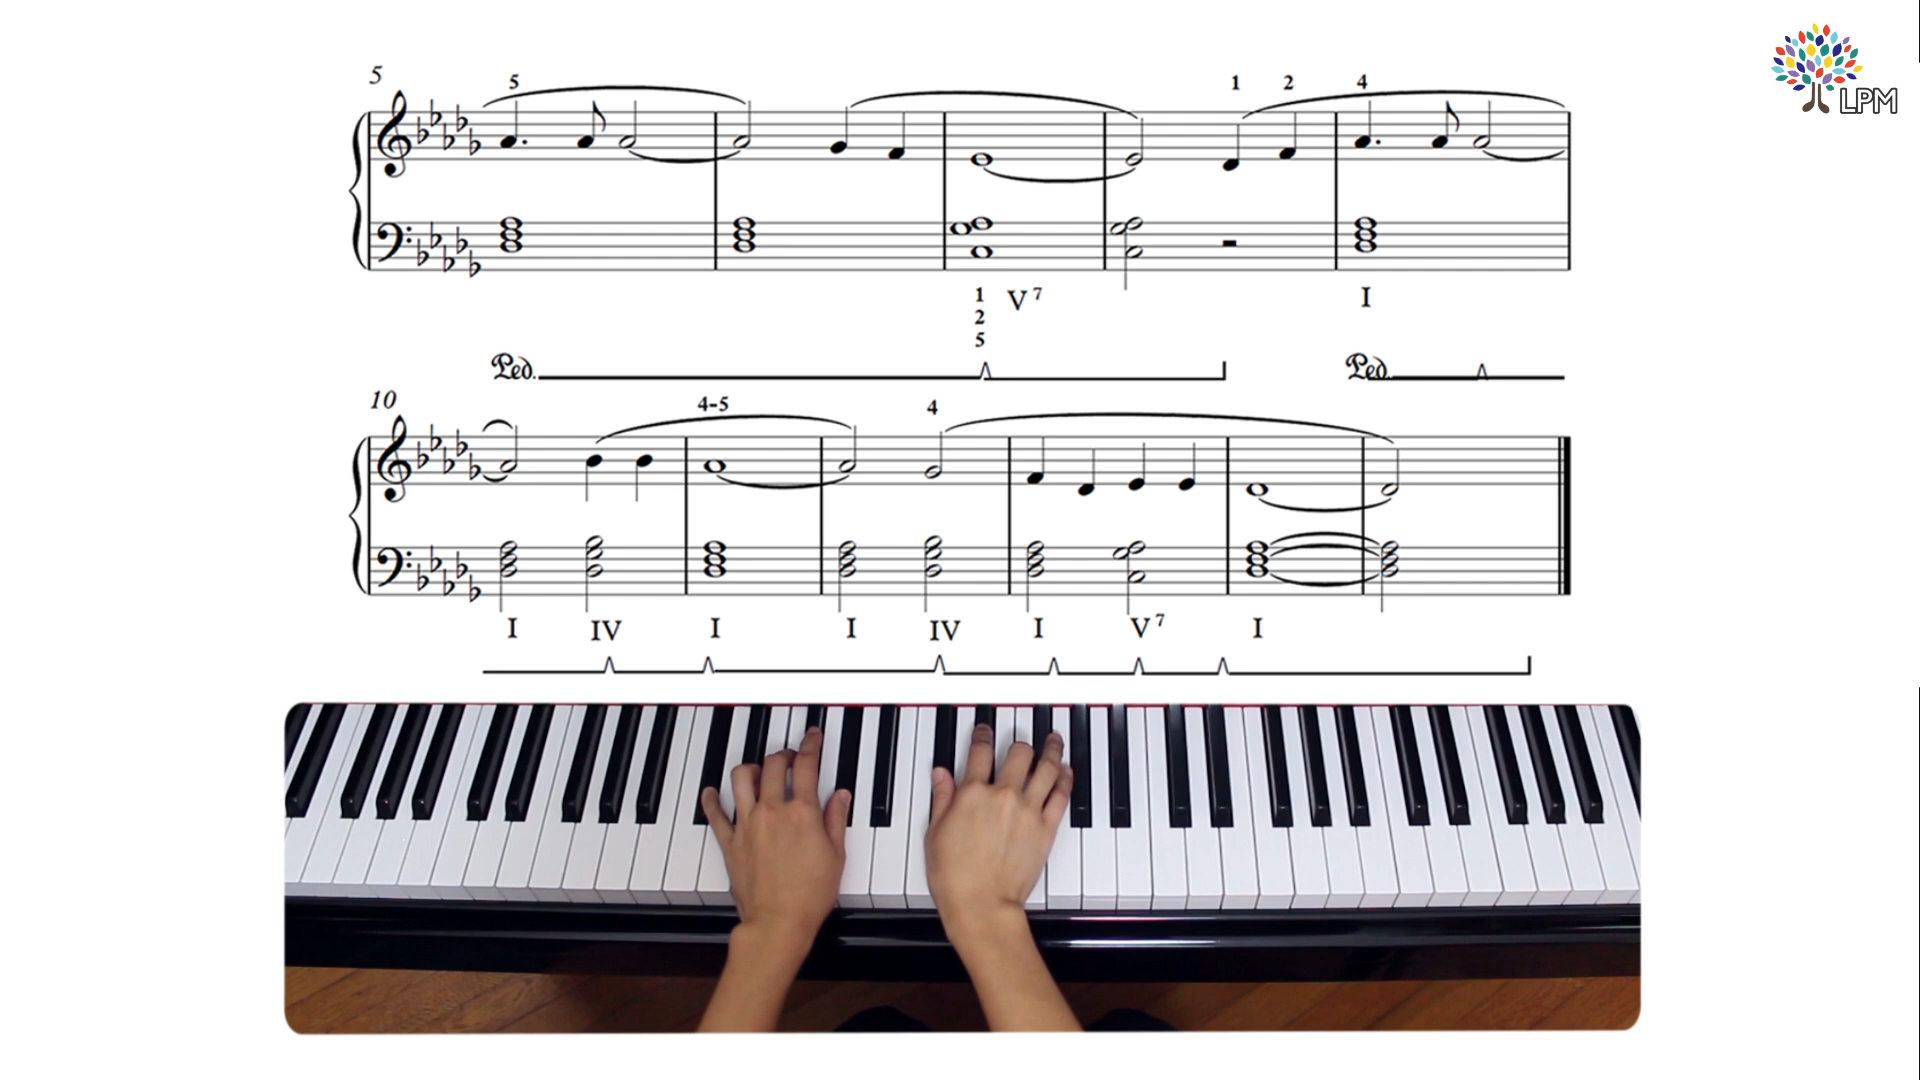 LPM
5
5 1 2 4
1 V7 I
2
5
Ped. Ped.
10
4-5 4
I IV I I IV I V7 I